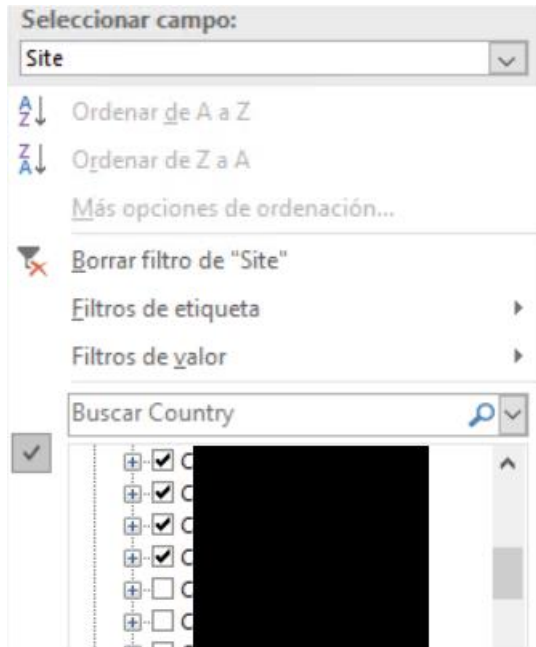 Seleccionar campo:
Site
Ordenar de A a Z
Ordenar de Z a A
Más opciones de ordenación...
Borrar filtro de "Site"
Filtros de etiqueta
Filtros de valor
Buscar Country
C
C
C
C
C
C